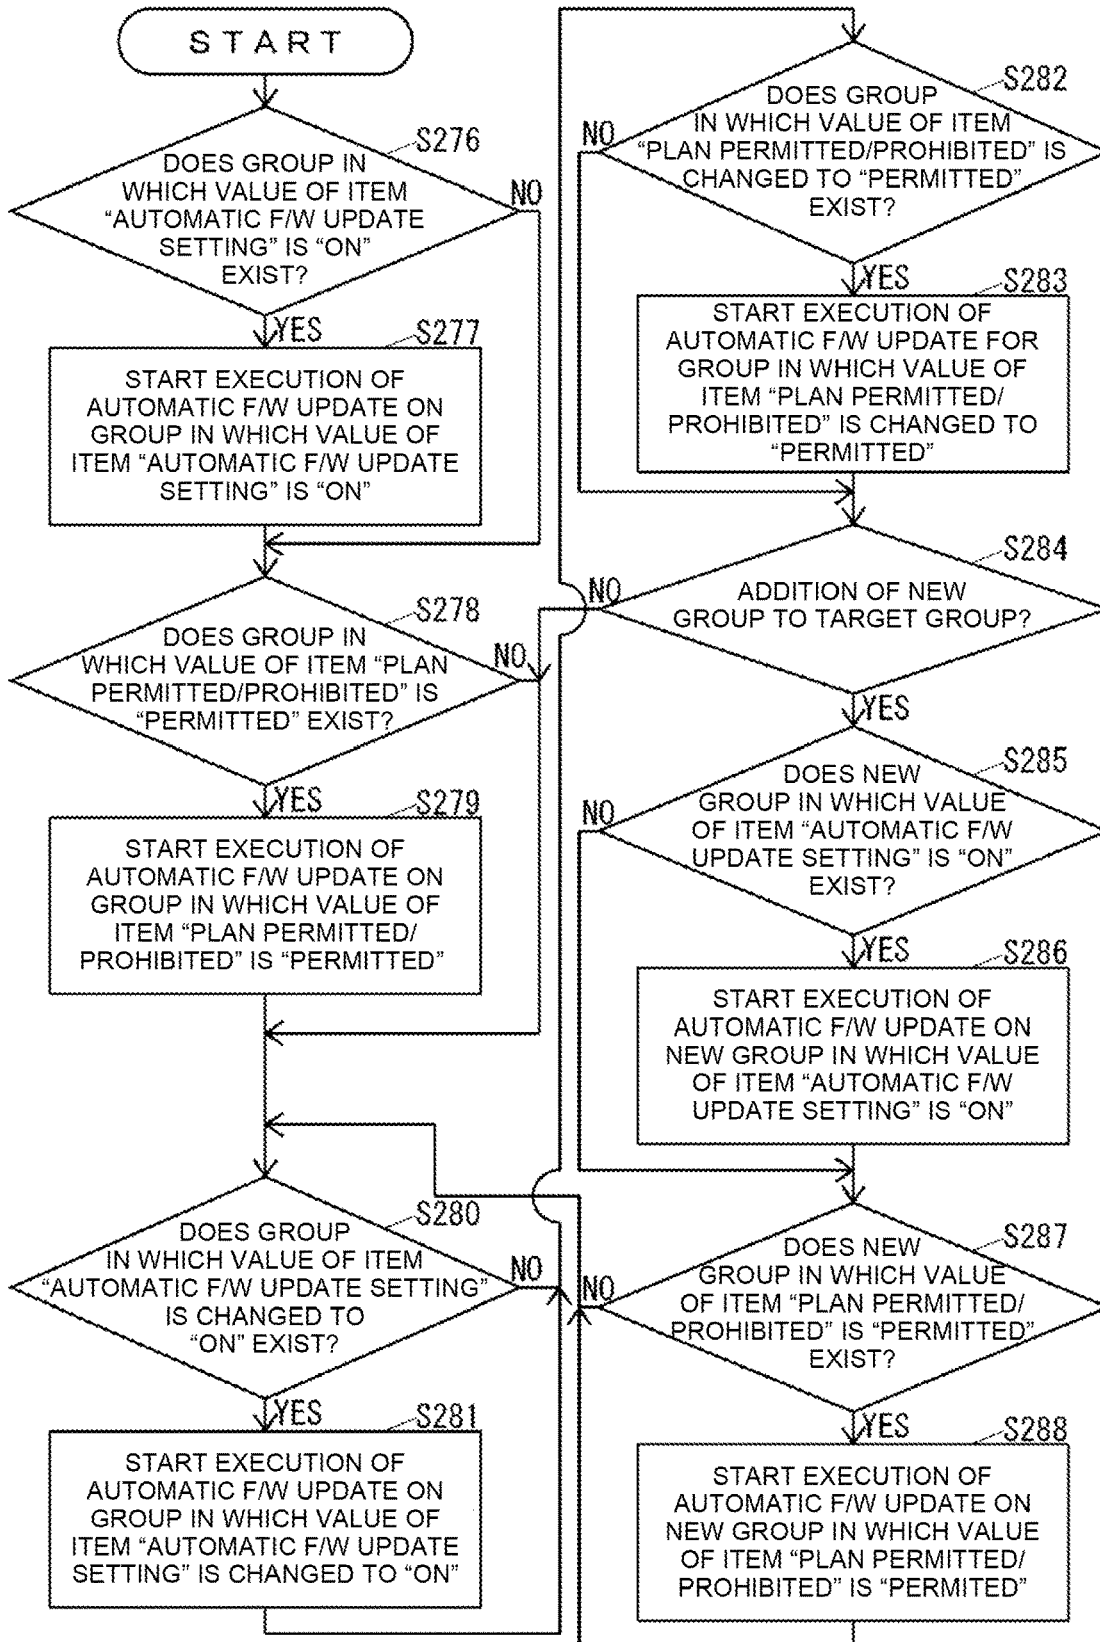 START
S276
DOES GROUP IN
WHICH VALUE OF ITEM
“AUTOMATIC F/W UPDATE
SETTING” IS “ON”
EXIST?
NO
YES
S277
START EXECUTION OF
AUTOMATIC F/W UPDATE ON
GROUP IN WHICH VALUE OF
ITEM “AUTOMATIC F/W UPDATE
SETTING” IS “ON”
S278
DOES GROUP IN
WHICH VALUE OF ITEM “PLAN
PERMITTED/PROHIBITED” IS
“PERMITTED” EXIST?
NO
YES
S279
START EXECUTION OF
AUTOMATIC F/W UPDATE ON
GROUP IN WHICH VALUE OF
ITEM “PLAN PERMITTED/
PROHIBITED” IS “PERMITTED”
S280
DOES GROUP
IN WHICH VALUE OF ITEM
“AUTOMATIC F/W UPDATE SETTING”
IS CHANGED TO
“ON” EXIST?
NO
YES
S281
START EXECUTION OF
AUTOMATIC F/W UPDATE ON
GROUP IN WHICH VALUE OF
ITEM “AUTOMATIC F/W UPDATE
SETTING” IS CHANGED TO “ON”
S282
DOES GROUP
IN WHICH VALUE OF ITEM
“PLAN PERMITTED/PROHIBITED” IS
CHANGED TO “PERMITTED”
EXIST?
NO
YES
S283
START EXECUTION OF
AUTOMATIC F/W UPDATE FOR
GROUP IN WHICH VALUE OF
ITEM “PLAN PERMITTED/
PROHIBITED” IS CHANGED TO
“PERMITTED”
S284
ADDITION OF NEW
GROUP TO TARGET GROUP?
NO
YES
S285
DOES NEW
GROUP IN WHICH VALUE
OF ITEM “AUTOMATIC F/W
UPDATE SETTING” IS “ON”
EXIST?
NO
YES
S286
START EXECUTION OF
AUTOMATIC F/W UPDATE ON
NEW GROUP IN WHICH VALUE
OF ITEM “AUTOMATIC F/W
UPDATE SETTING” IS “ON”
S287
DOES NEW
GROUP IN WHICH VALUE
OF ITEM “PLAN PERMITTED/
PROHIBITED” IS “PERMITTED”
EXIST?
NO
YES
S288
START EXECUTION OF
AUTOMATIC F/W UPDATE ON
NEW GROUP IN WHICH VALUE
OF ITEM “PLAN PERMITTED/
PROHIBITED” IS “PERMITED”